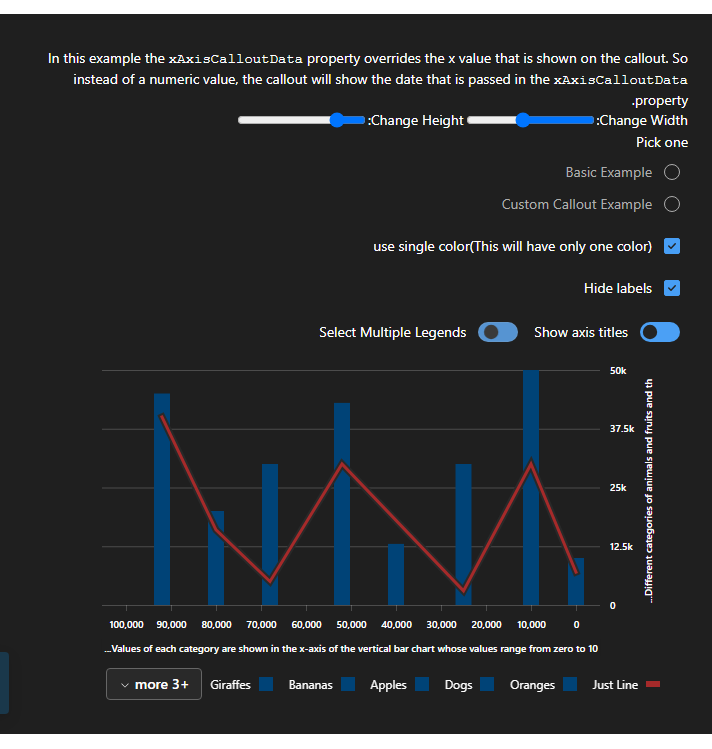 In this example the xAxisCalloutData property overrides the x value that is shown on the callout. So
instead of a numeric value, the callout will show the date that is passed in the xAxisCalloutData
.property
:Change Height :Change Width
Pick one
Basic Example
Custom Callout Example
use single color(This will have only one color)
Hide labels
Select Multiple Legends Show axis titles
50k
37.5k
25k
12.5k
0
...Different categories of animals and fruits and th
100,000 90,000 80,000 70,000 60,000 50,000 40,000 30,000 20,000 10,000 0
...Values of each category are shown in the x-axis of the vertical bar chart whose values range from zero to 10
more 3+ Giraffes Bananas Apples Dogs Oranges Just Line